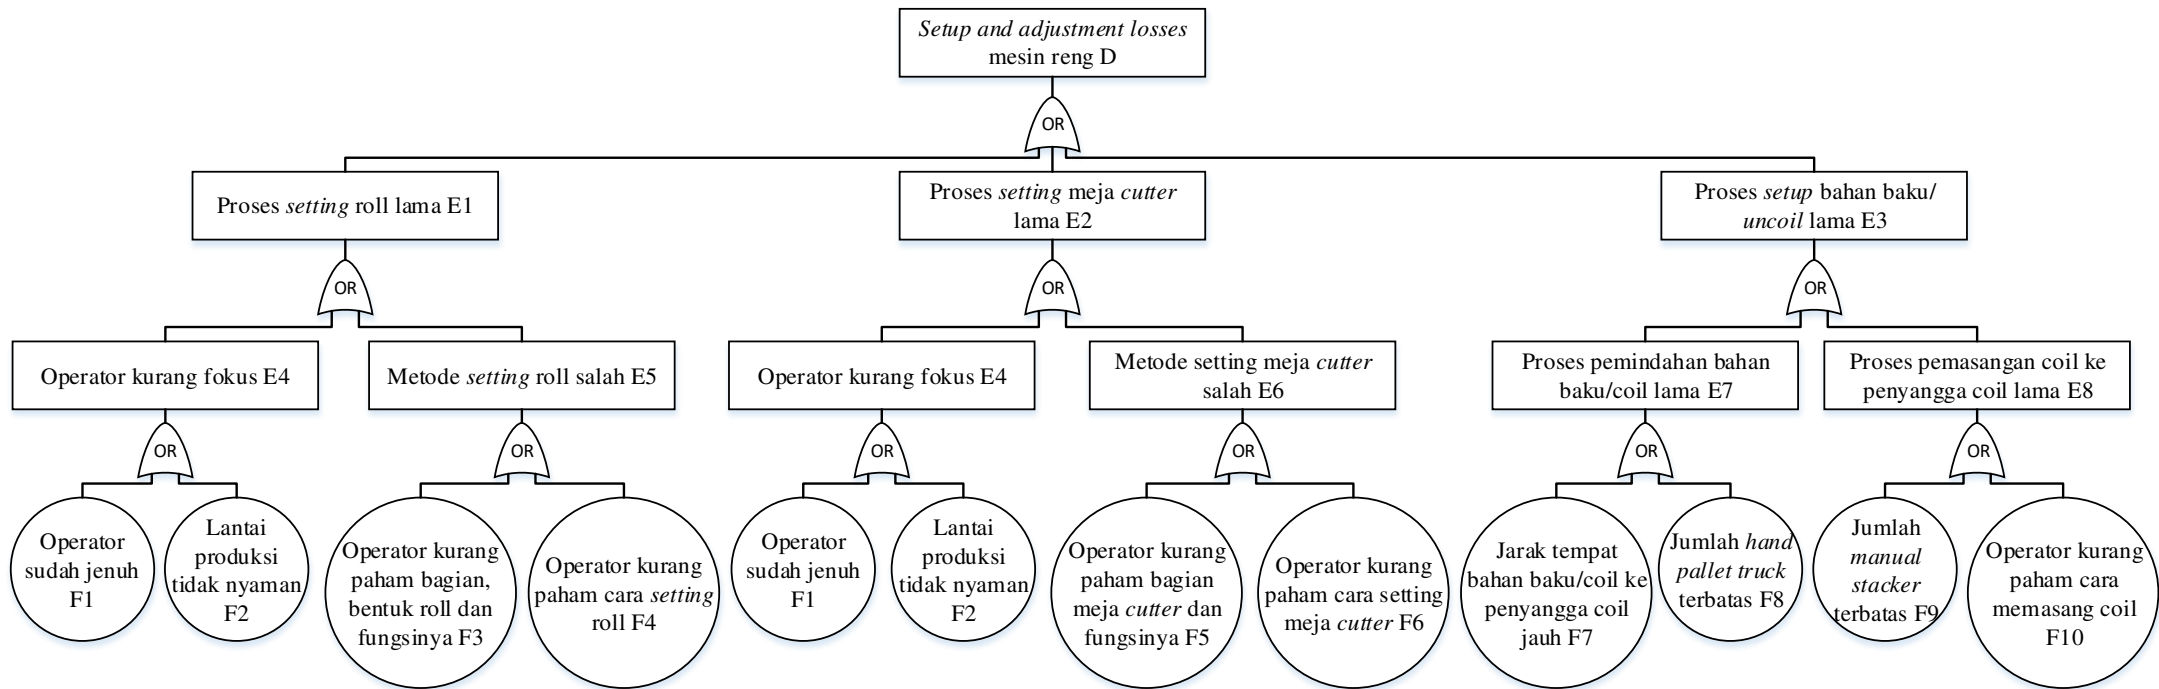 Setup and adjustment losses
mesin reng D
OR
Proses setting roll lama E1
Proses setting meja cutter
lama E2
Proses setup bahan baku/
uncoil lama E3
OR
OR
OR
Operator kurang fokus E4
Metode setting roll salah E5
Operator kurang fokus E4
Metode setting meja cutter
salah E6
Proses pemindahan bahan
baku/coil lama E7
Proses pemasangan coil ke
penyangga coil lama E8
OR
OR
OR
OR
OR
OR
Operator
sudah jenuh
F1
Lantai
produksi
tidak nyaman
F2
Operator kurang
paham bagian,
bentuk roll dan
fungsinya F3
Operator kurang
paham cara setting
roll F4
Operator
sudah jenuh
F1
Lantai
produksi
tidak nyaman
F2
Operator kurang
paham bagian
meja cutter dan
fungsinya F5
Operator kurang
paham cara setting
meja cutter F6
Jarak tempat
bahan baku/coil ke
penyangga coil
jauh F7
Jumlah hand
pallet truck
terbatas F8
Jumlah
manual
stacker
terbatas F9
Operator kurang
paham cara
memasang coil
F10